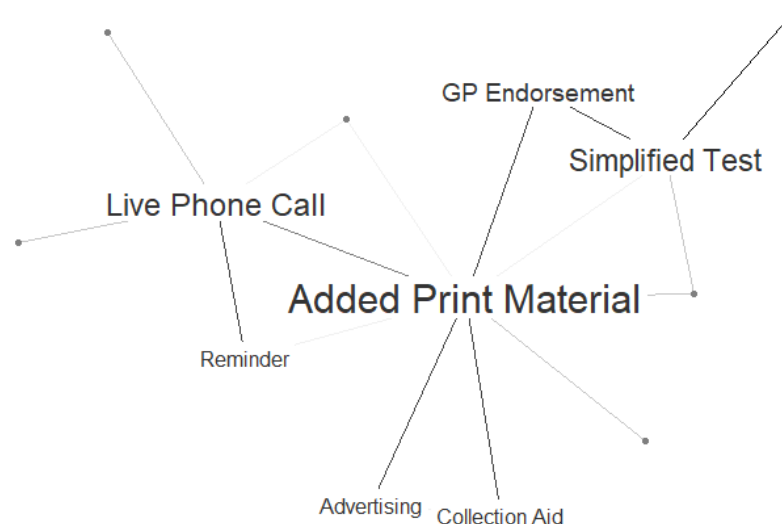 GP Endorsement
Simplified Test
Live Phone Call
Added Print Material
Reminder
Advertising
Collection Aid